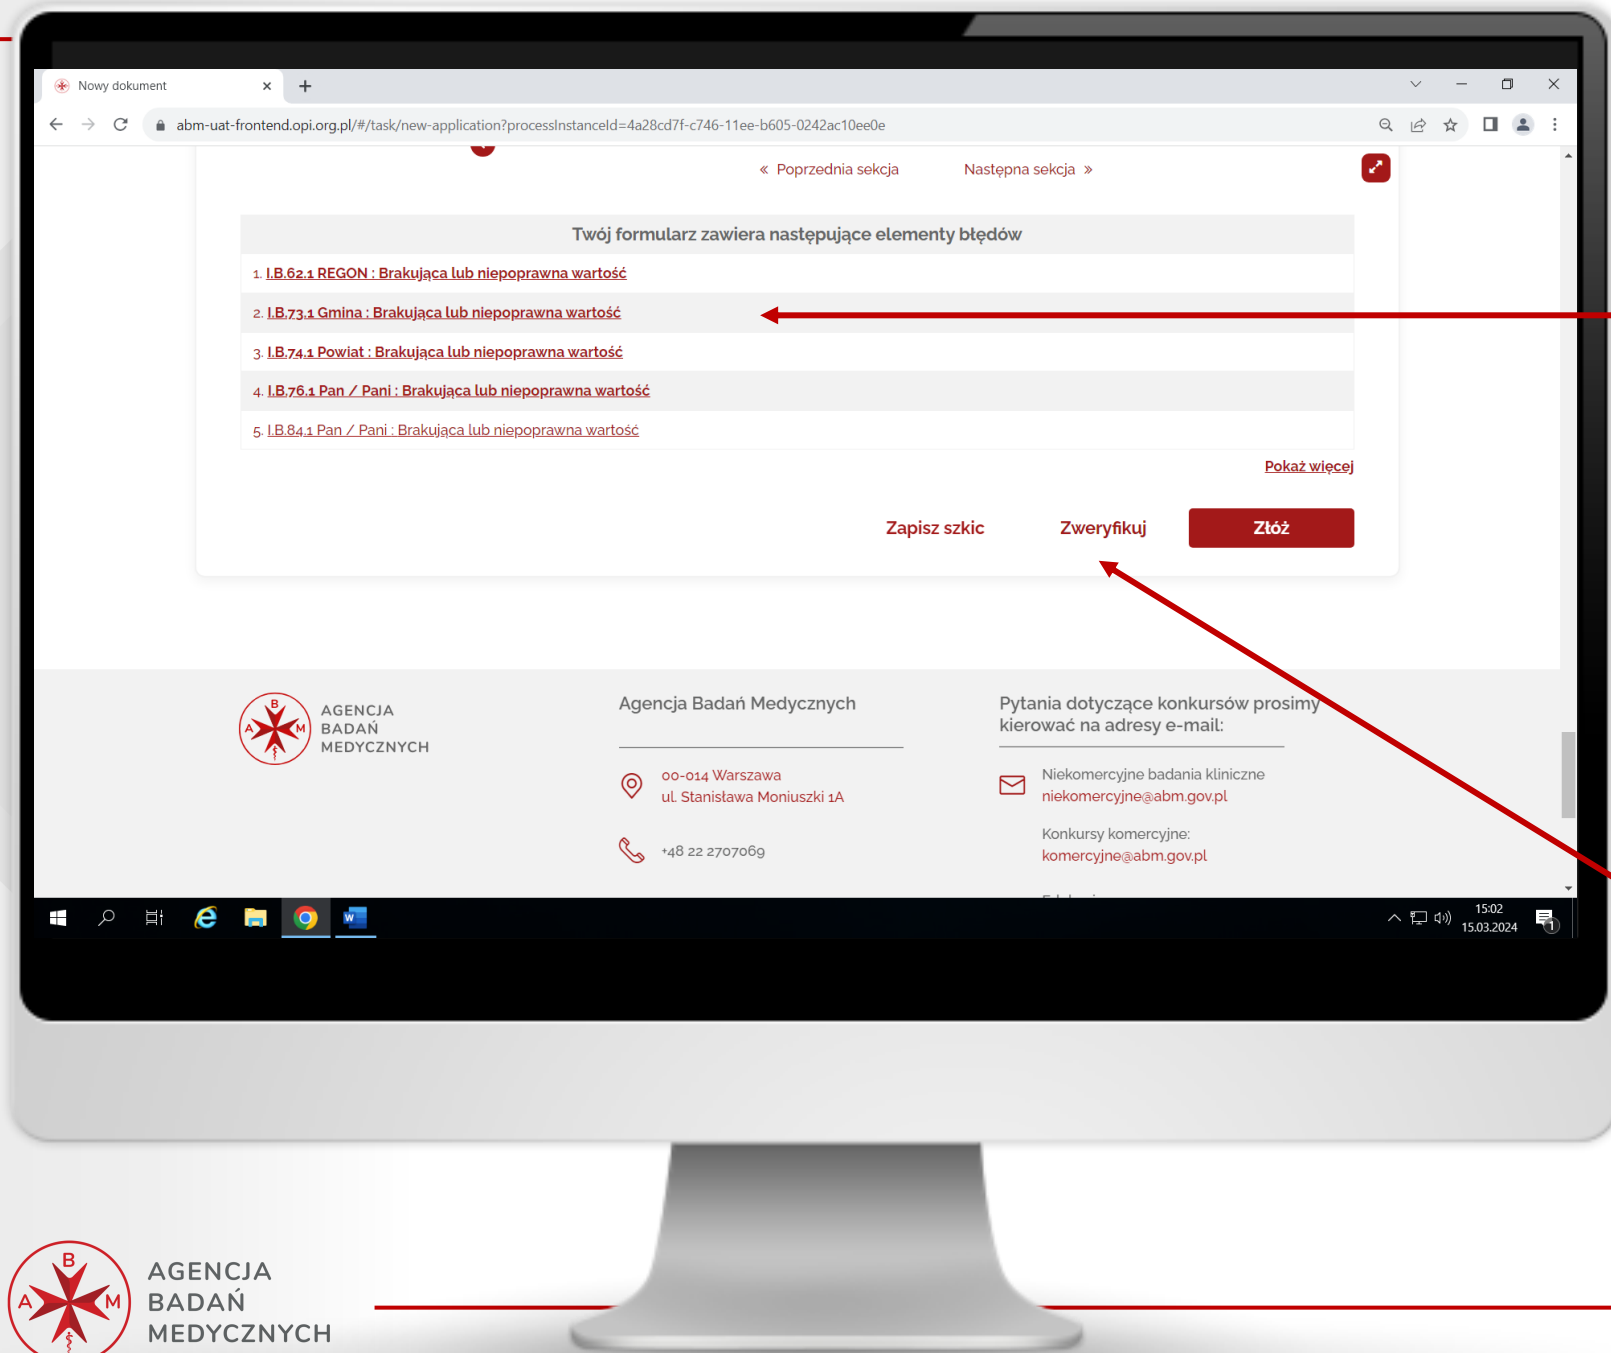 Nowy dokument
abm-uat-frontend.opi.org.pl/#/task/new-application?processInstanceId=4a28cd7f-c746-11ee-b605-0242ac10ee0e
« Poprzednia sekcja
Następna sekcja »
Twój formularz zawiera następujące elementy błędów
1. I.B.62.1 REGON : Brakująca lub niepoprawna wartość
2. I.B.73.1 Gmina : Brakująca lub niepoprawna wartość
3. I.B.74.1 Powiat : Brakująca lub niepoprawna wartość
4. I.B.76.1 Pan / Pani : Brakująca lub niepoprawna wartość
5. I.B.84.1 Pan / Pani : Brakująca lub niepoprawna wartość
Pokaż więcej
Zapisz szkic
Zweryfikuj
Złóż
B
A M
AGENCJA
BADAŃ
MEDYCZNYCH
Agencja Badań Medycznych
00-014 Warszawa
ul. Stanisława Moniuszki 1A
+48 22 2707069
Pytania dotyczące konkursów prosimy
kierować na adresy e-mail:
Niekomercyjne badania kliniczne
niekomercyjne@abm.gov.pl
Konkursy komercyjne:
komercyjne@abm.gov.pl
15:02
15.03.2024
1
B
A M
AGENCJA
BADAŃ
MEDYCZNYCH